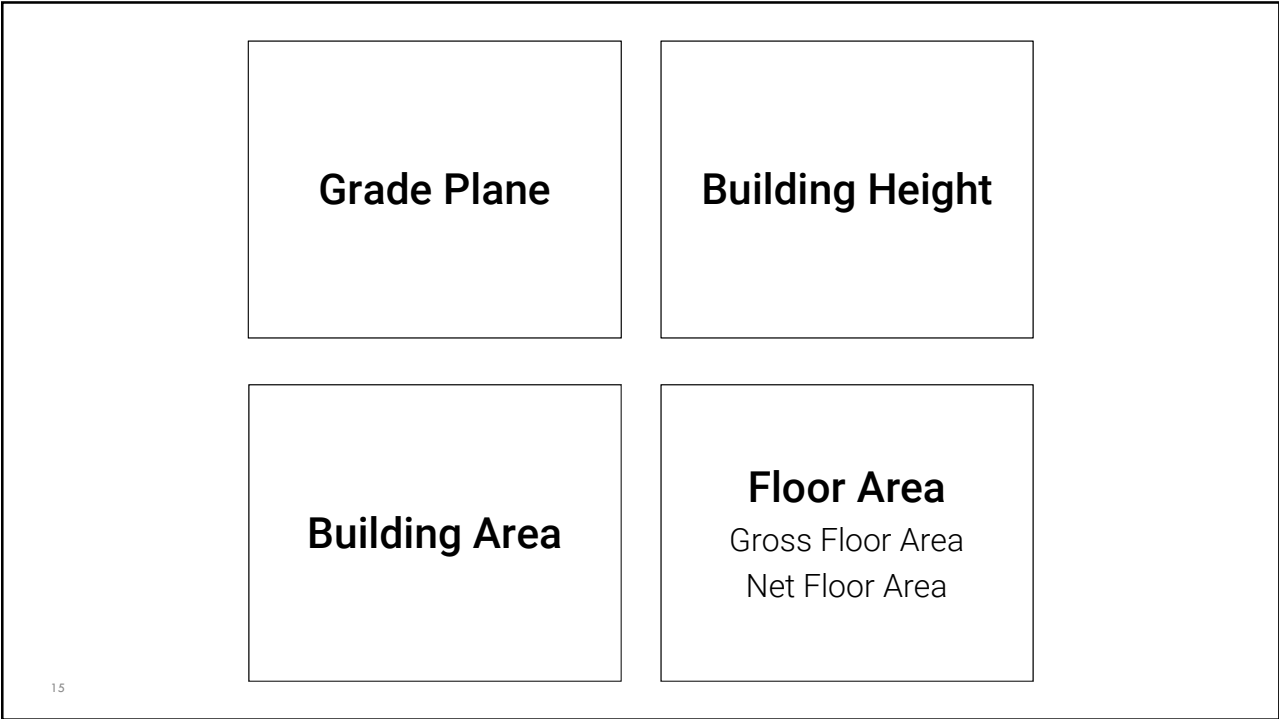 Grade Plane
Building Height
Building Area
Floor Area
Gross Floor Area
Net Floor Area
15